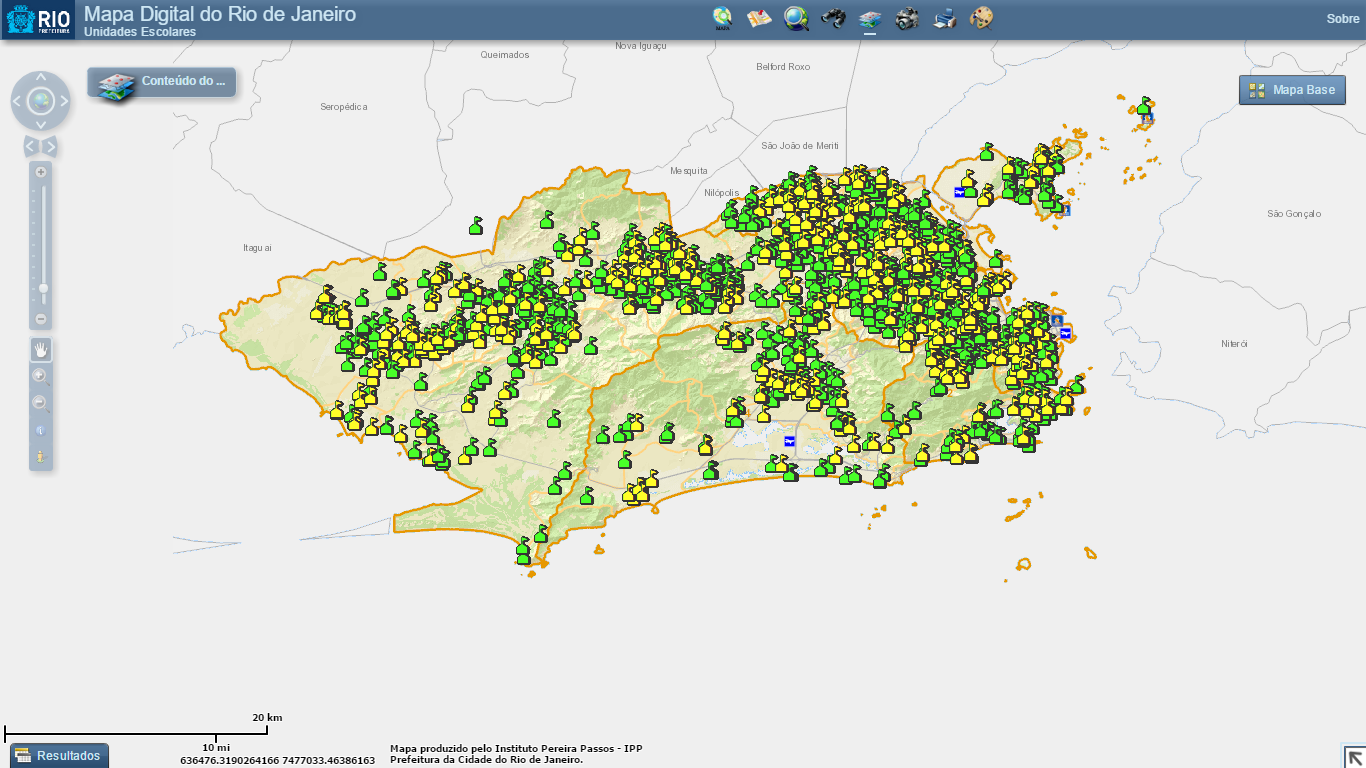 RIO
PREFEITURA
Mapa Digital do Rio de Janeiro
Unidades Escolares
Sobre
Conteúdo do ...
Mapa Base
Nova Iguaçu
Queimados
Belford Roxo
Seropédica
São João de Meriti
Mesquita
Nilópolis
São Gonçalo
Itaguaí
Niterói
20 km
10 mi
Resultados
636476.3190264166 7477033.46386163
Mapa produzido pelo Instituto Pereira Passos - IPP
Prefeitura da Cidade do Rio de Janeiro.